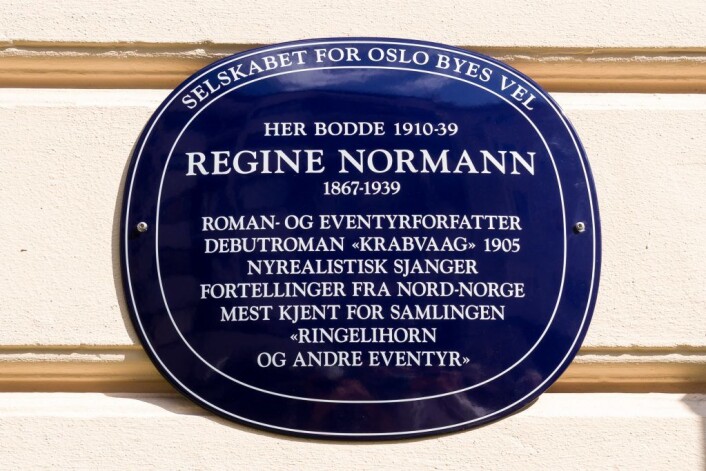 SELSKABET FOR OSLO BYES VEL
HER BODDE 1910-39
REGINE NORMANN
1867-1939
ROMAN- OG EVENTYRFORFATTER
DEBUTROMAN «KRABVAAG» 1905
NYREALISTISK SJANGER
FORTELLINGER FRA NORD-NORGE
MEST KJENT FOR SAMLINGEN
«RINGELIHORN
OG ANDRE EVENTYR»